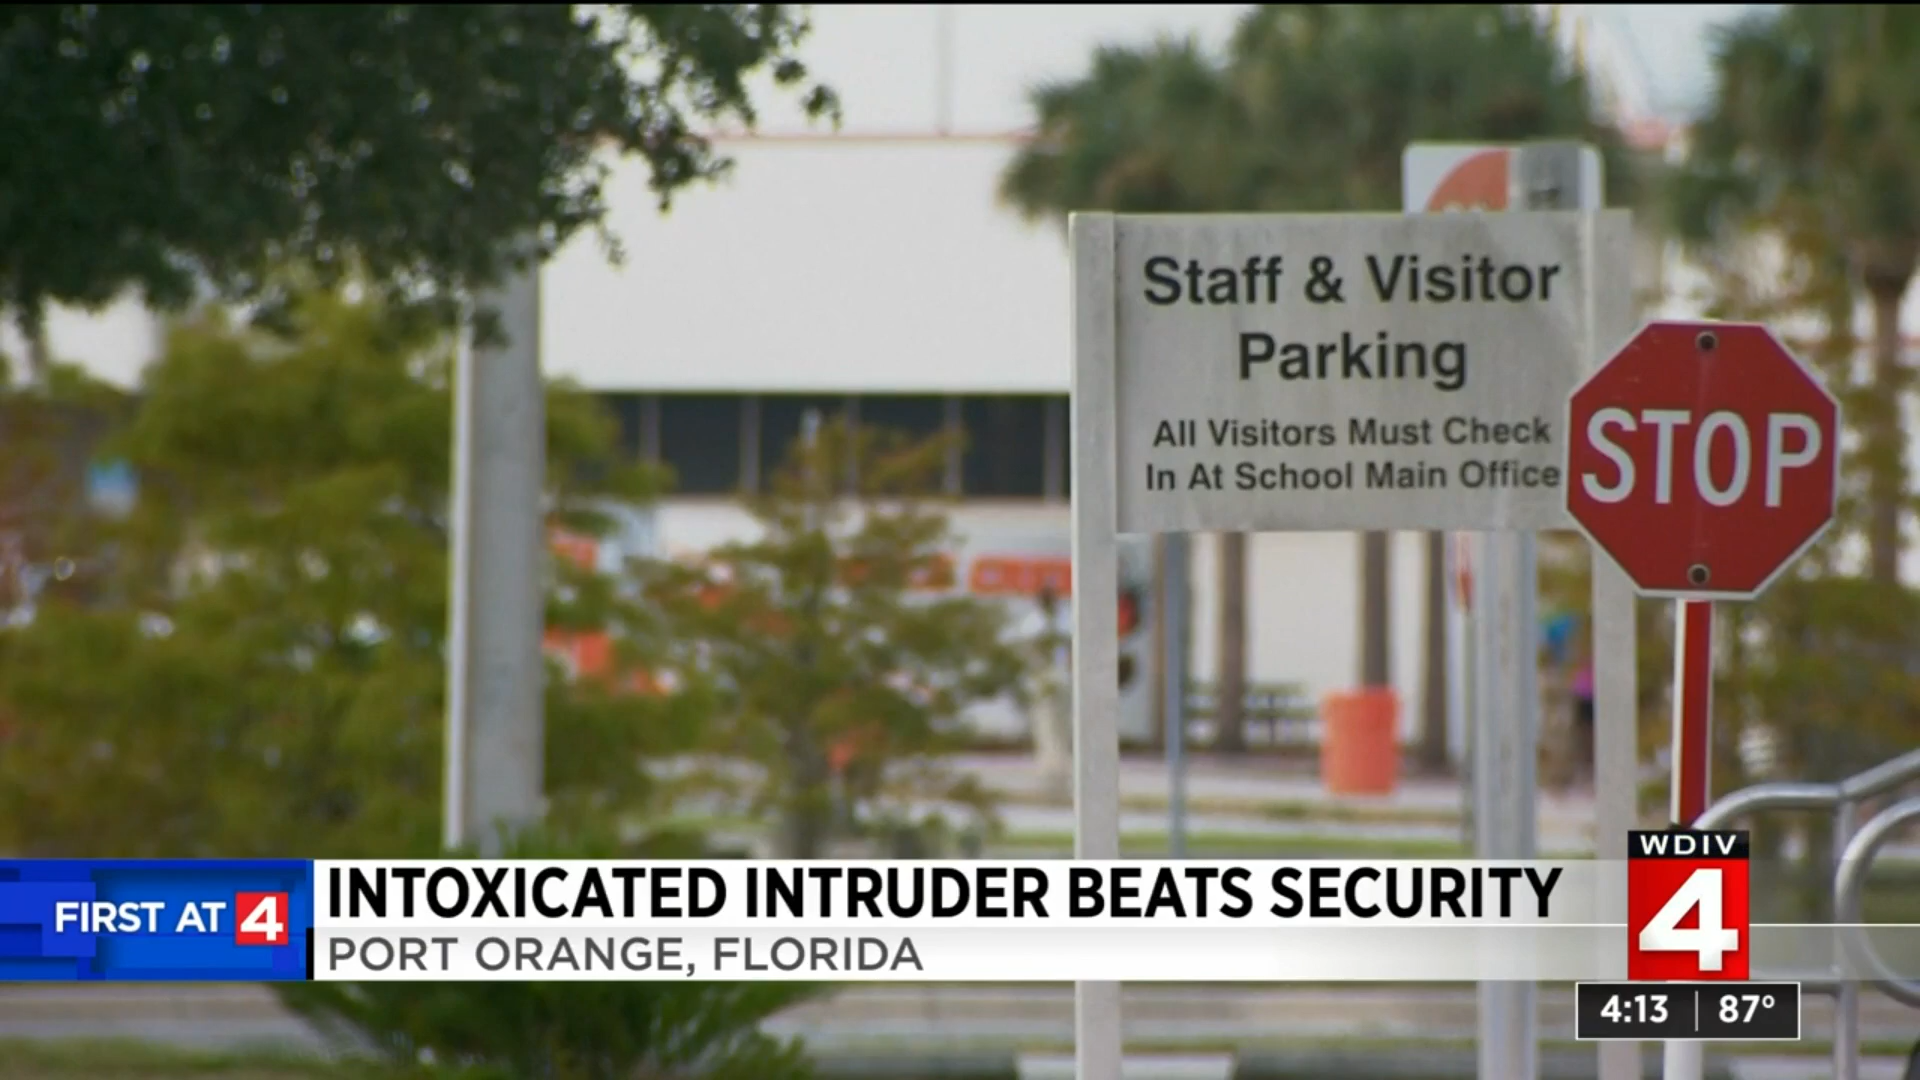 Staff & Visitor
Parking
All Visitors Must Check
In At School Main Office
STOP
FIRST AT 4
INTOXICATED INTRUDER BEATS SECURITY
PORT ORANGE, FLORIDA
WDIV
4
4:13 | 87°